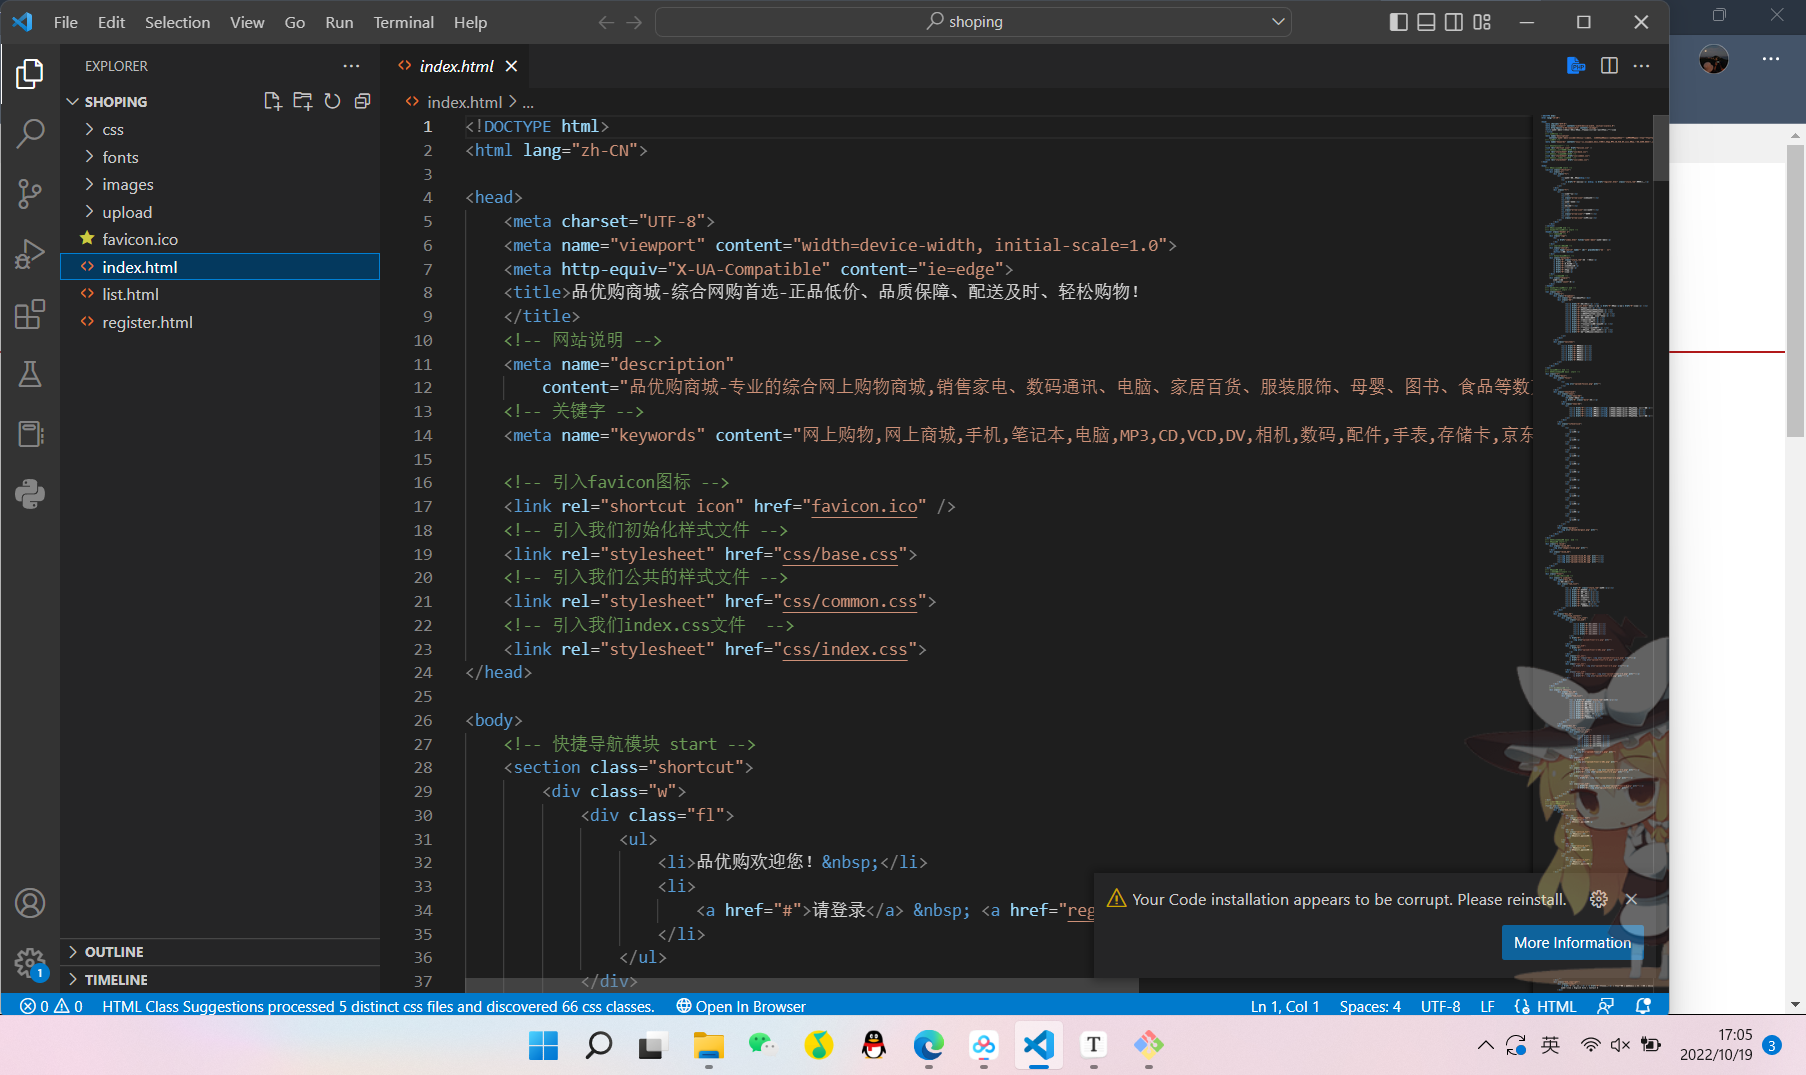 File Edit Selection View Go Run Terminal Help
shoping
EXPLORER
SHOPING
css
fonts
images
upload
favicon.ico
index.html
list.html
register.html
OUTLINE
TIMELINE
index.html
index.html > ...
1 <!DOCTYPE html>
2 <html lang="zh-CN">
3
4 <head>
5 <meta charset="UTF-8">
6 <meta name="viewport" content="width=device-width, initial-scale=1.0">
7 <meta http-equiv="X-UA-Compatible" content="ie=edge">
8 <title>品优购商城-综合网购首选-正品低价、品质保障、配送及时、轻松购物！
9 </title>
10 <!-- 网站说明 -->
11 <meta name="description"
12 content="品优购商城-专业的综合网上购物商城,销售家电、数码通讯、电脑、家居百货、服装服饰、母婴、图书、食品等数
13 <!-- 关键字 -->
14 <meta name="keywords" content="网上购物,网上商城,手机,笔记本,电脑,MP3,CD,VCD,DV,相机,数码,配件,手表,存储卡,京东
15
16 <!-- 引入favicon图标 -->
17 <link rel="shortcut icon" href="favicon.ico" />
18 <!-- 引入我们初始化样式文件 -->
19 <link rel="stylesheet" href="css/base.css">
20 <!-- 引入我们公共的样式文件 -->
21 <link rel="stylesheet" href="css/common.css">
22 <!-- 引入我们index.css文件  -->
23 <link rel="stylesheet" href="css/index.css">
24 </head>
25
26 <body>
27 <!-- 快捷导航模块 start -->
28 <section class="shortcut">
29 <div class="w">
30 <div class="fl">
31 <ul>
32 <li>品优购欢迎您！&nbsp;</li>
33 <li>
34 <a href="#">请登录</a> &nbsp; <a href="reg
35 </li>
36 </ul>
37 </div>
Your Code installation appears to be corrupt. Please reinstall.
More Information
1
0 0 HTML Class Suggestions processed 5 distinct css files and discovered 66 css classes. Open In Browser Ln 1, Col 1 Spaces: 4 UTF-8 LF HTML
T
英
17:05
2022/10/19
3